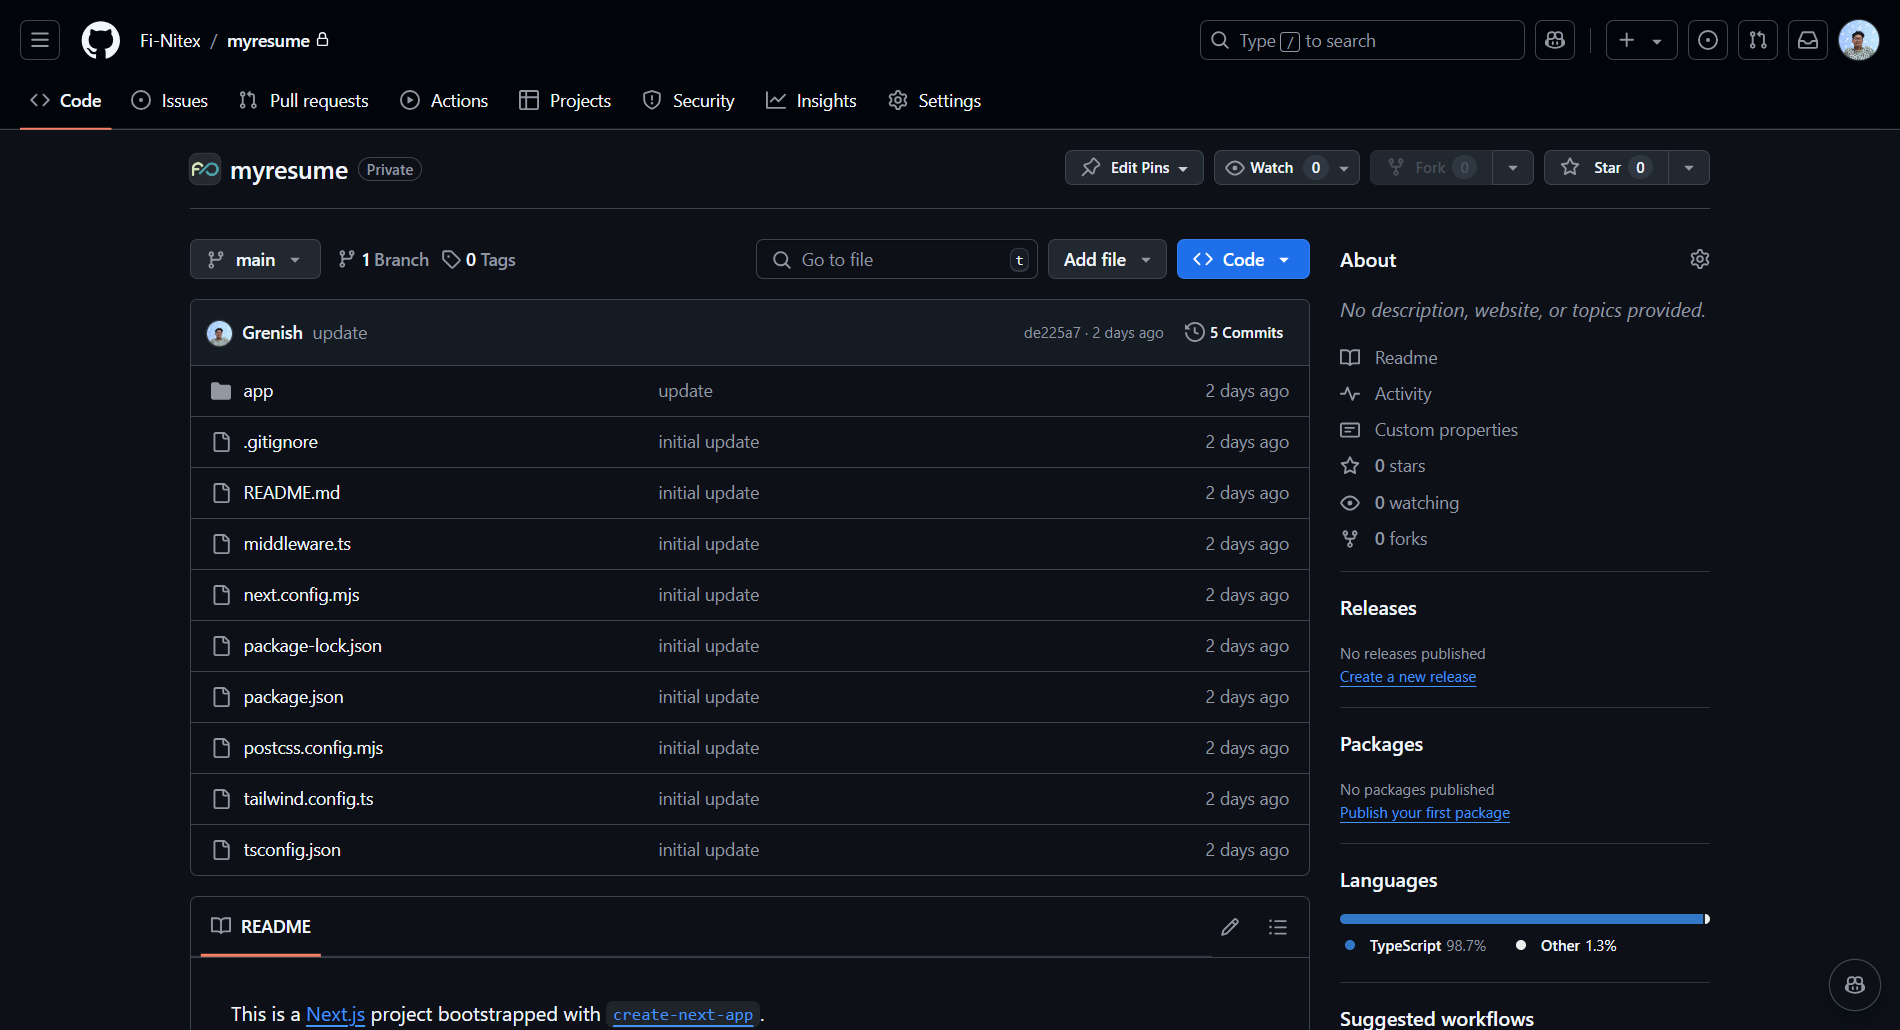 Fi-Nitex / myresume
Type / to search
Code Issues Pull requests Actions Projects Security Insights Settings
myresume Private
Edit Pins Watch 0 Fork 0 Star 0
main 1 Branch 0 Tags Go to file t Add file Code
Grenish update de225a7 · 2 days ago 5 Commits
app update 2 days ago
.gitignore initial update 2 days ago
README.md initial update 2 days ago
middleware.ts initial update 2 days ago
next.config.mjs initial update 2 days ago
package-lock.json initial update 2 days ago
package.json initial update 2 days ago
postcss.config.mjs initial update 2 days ago
tailwind.config.ts initial update 2 days ago
tsconfig.json initial update 2 days ago
README
This is a Next.js project bootstrapped with create-next-app.
About
No description, website, or topics provided.
Readme
Activity
Custom properties
0 stars
0 watching
0 forks
Releases
No releases published
Create a new release
Packages
No packages published
Publish your first package
Languages
TypeScript 98.7% Other 1.3%
Suggested workflows